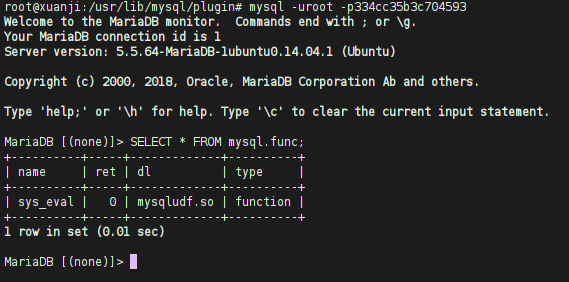 root@xuanji:/usr/lib/mysql/plugin# mysql -uroot -p334cc35b3c704593
Welcome to the MariaDB monitor.  Commands end with ; or \g.
Your MariaDB connection id is 1
Server version: 5.5.64-MariaDB-1ubuntu0.14.04.1 (Ubuntu)
Copyright (c) 2000, 2018, Oracle, MariaDB Corporation Ab and others.
Type 'help;' or '\h' for help. Type '\c' to clear the current input statement.
MariaDB [(none)]> SELECT * FROM mysql.func;
+----------+-----+-------------+----------+
| name     | ret | dl          | type     |
+----------+-----+-------------+----------+
| sys_eval |   0 | mysqludf.so | function |
+----------+-----+-------------+----------+
1 row in set (0.01 sec)
MariaDB [(none)]>